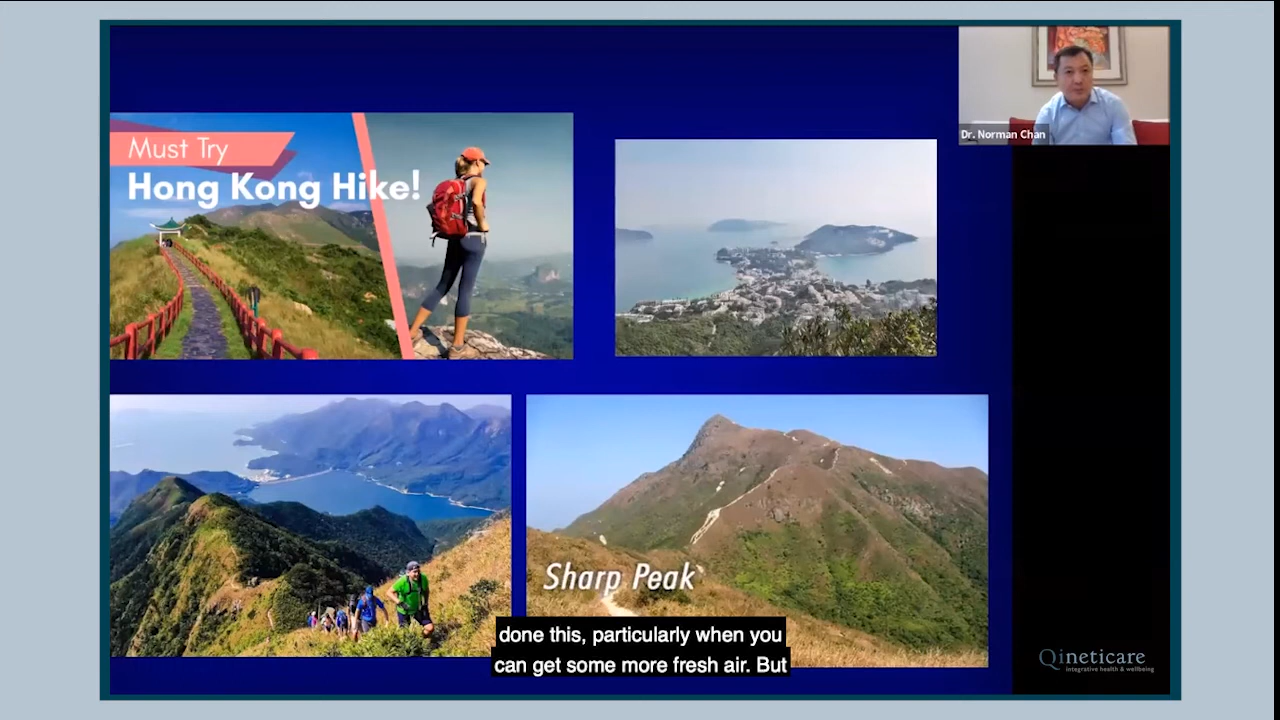 Must Try
Hong Kong Hike!
Dr. Norman Chan
Sharp Peak
done this, particularly when you
can get some more fresh air. But
Qineticare
integrative health & wellbeing